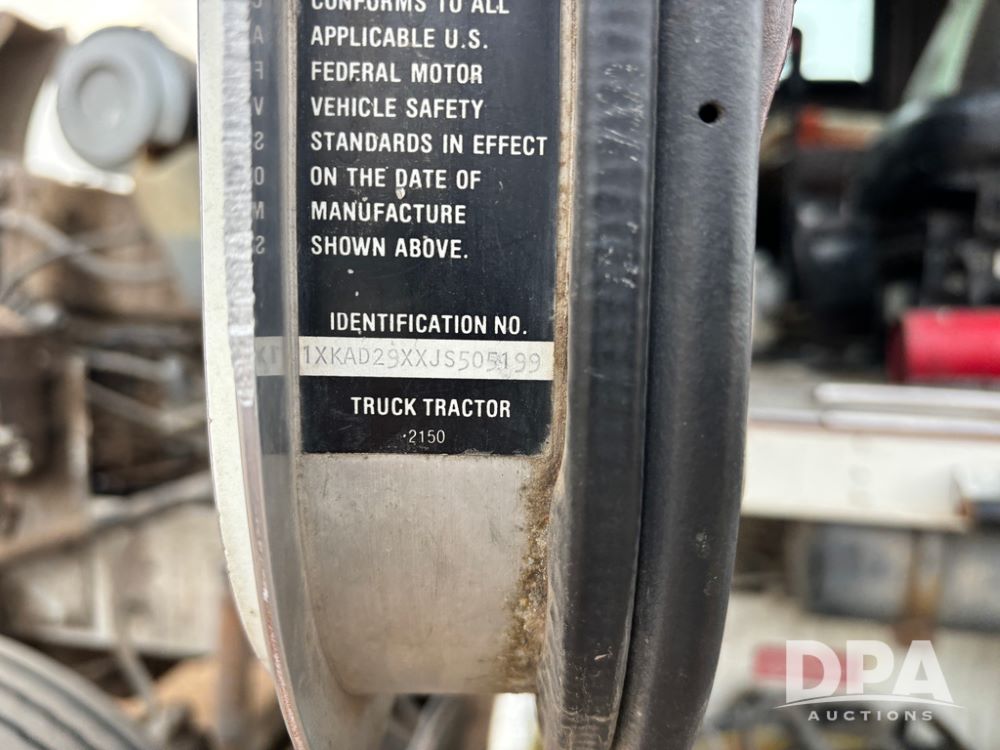 CONFORMS TO ALL
APPLICABLE U.S.
FEDERAL MOTOR
VEHICLE SAFETY
STANDARDS IN EFFECT
ON THE DATE OF
MANUFACTURE
SHOWN ABOVE.
IDENTIFICATION NO.
1XKAD29XXJS505199
TRUCK TRACTOR
2150
DPA
AUCTIONS